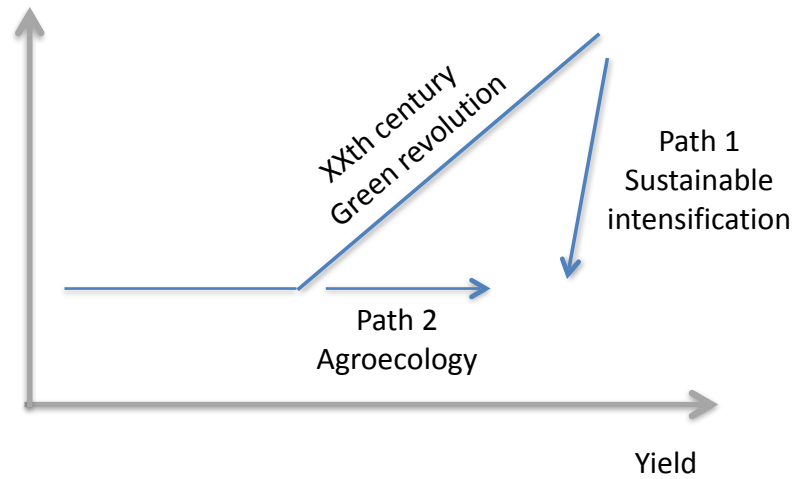 XXth century
Green revolution
Path 1
Sustainable
intensification
Path 2
Agroecology
Yield